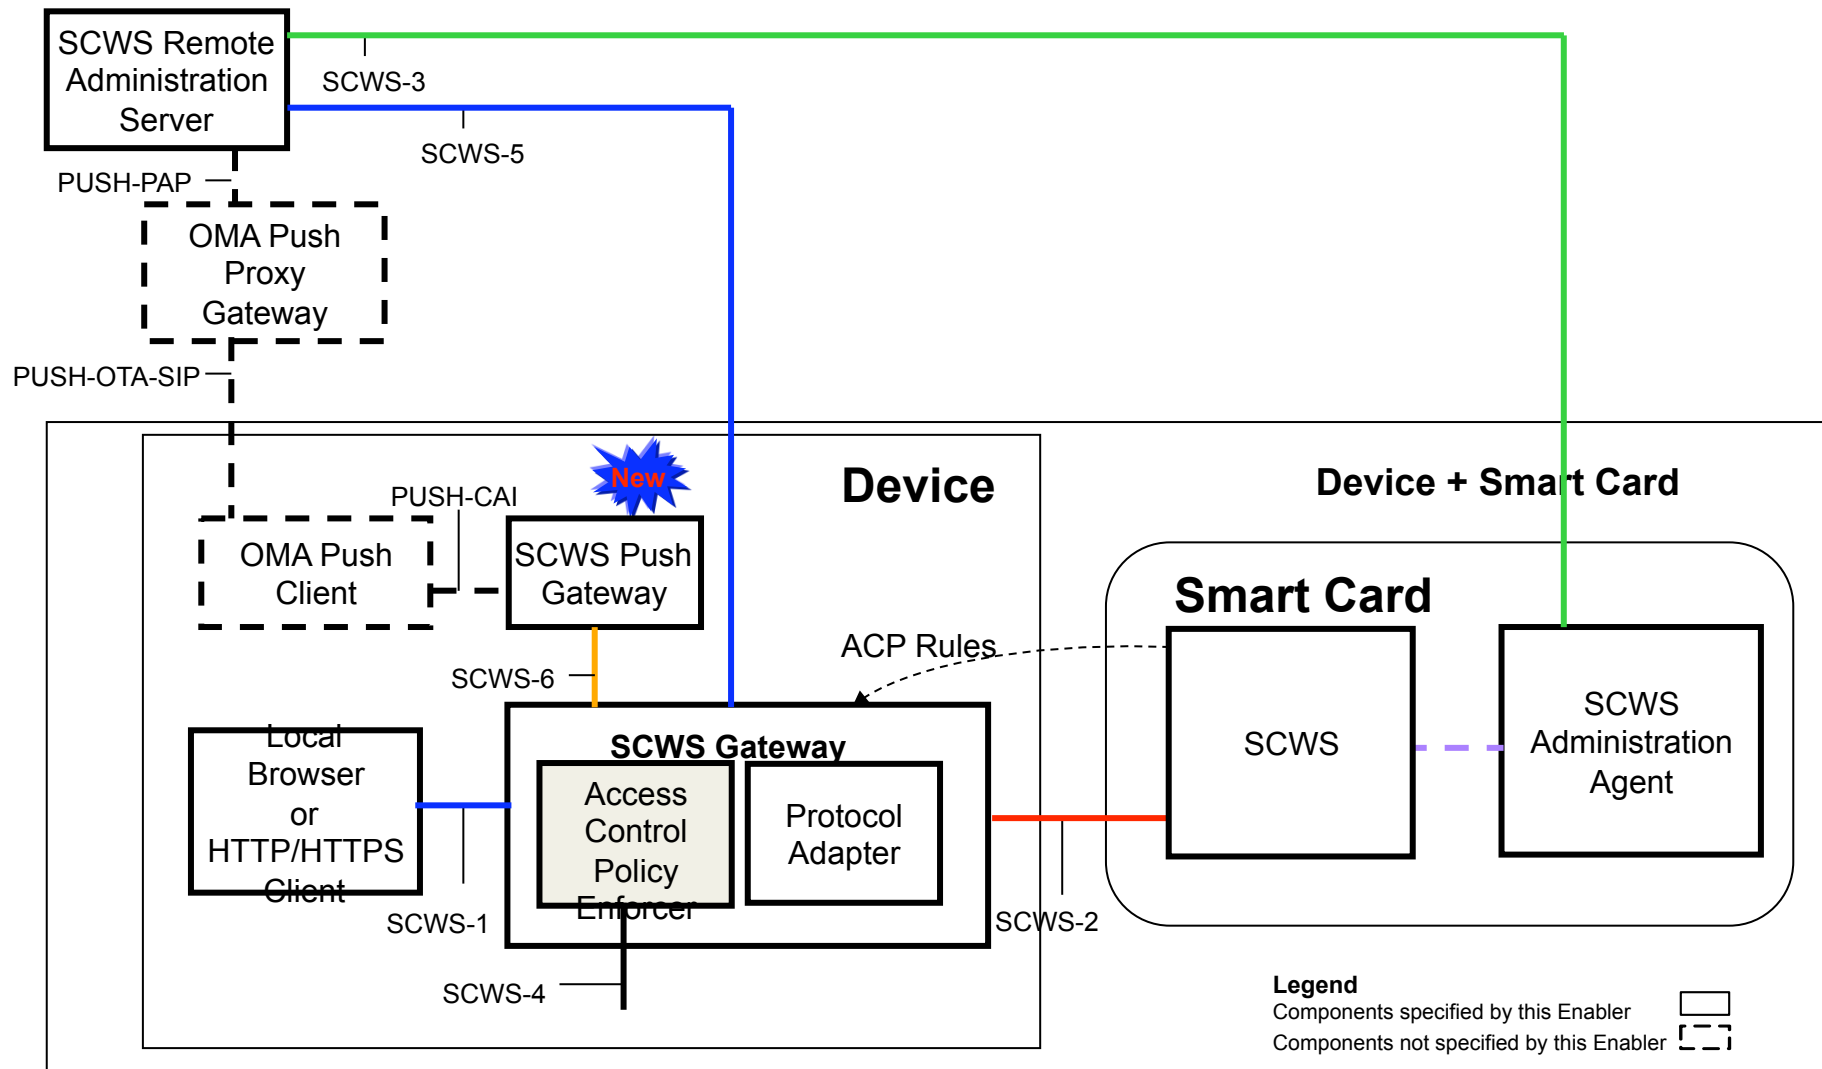 SCWS Remote
Administration
Server
SCWS-3
SCWS-5
PUSH-PAP
OMA Push
Proxy
Gateway
PUSH-OTA-SIP
New
Device
Device + Smart Card
PUSH-CAI
OMA Push
Client
SCWS Push
Gateway
Smart Card
ACP Rules
SCWS-6
SCWS
SCWS
Administration
Agent
Local
Browser
or
HTTP/HTTPS
Client
SCWS Gateway
Access
Control
Policy
Enforcer
Protocol
Adapter
SCWS-1
SCWS-2
SCWS-4
Legend
Components specified by this Enabler
Components not specified by this Enabler